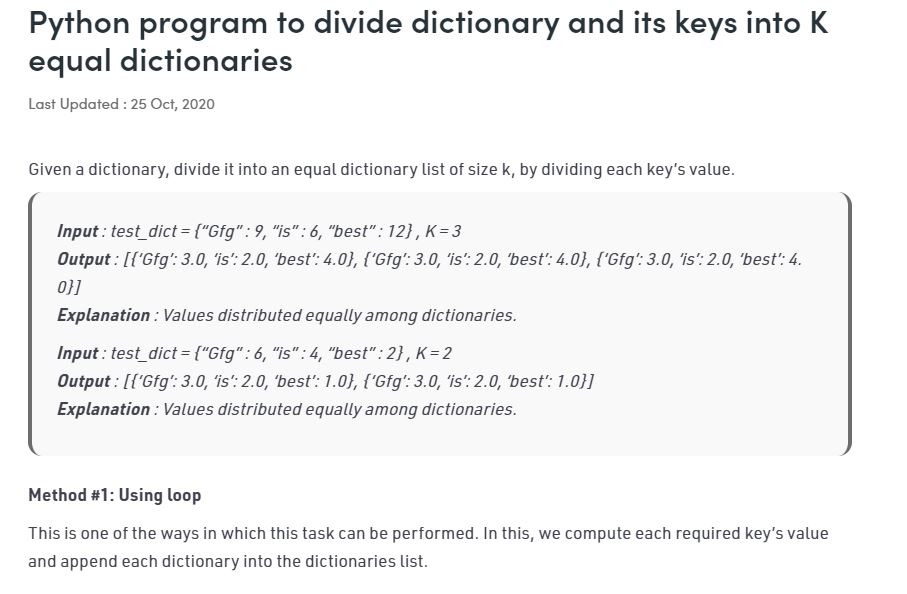 Python program to divide dictionary and its keys into K
equal dictionaries
Last Updated : 25 Oct, 2020
Given a dictionary, divide it into an equal dictionary list of size k, by dividing each key’s value.
Input : test_dict = {“Gfg” : 9, “is” : 6, “best” : 12} , K = 3
Output : [{‘Gfg’: 3.0, ‘is’: 2.0, ‘best’: 4.0}, {‘Gfg’: 3.0, ‘is’: 2.0, ‘best’: 4.0}, {‘Gfg’: 3.0, ‘is’: 2.0, ‘best’: 4.
0}]
Explanation : Values distributed equally among dictionaries.
Input : test_dict = {“Gfg” : 6, “is” : 4, “best” : 2} , K = 2
Output : [{‘Gfg’: 3.0, ‘is’: 2.0, ‘best’: 1.0}, {‘Gfg’: 3.0, ‘is’: 2.0, ‘best’: 1.0}]
Explanation : Values distributed equally among dictionaries.
Method #1: Using loop
This is one of the ways in which this task can be performed. In this, we compute each required key’s value
and append each dictionary into the dictionaries list.